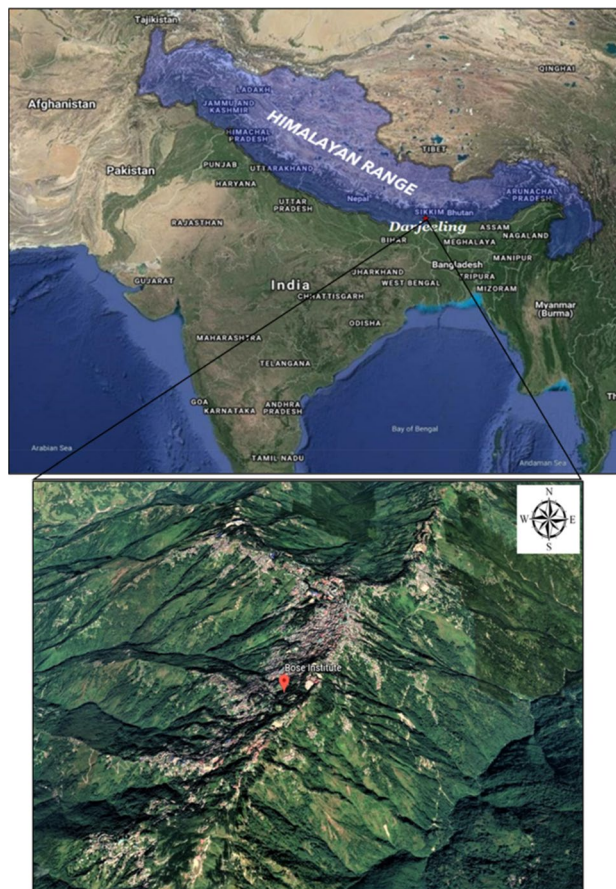 Tajikistan
QINGHAI
LADAKH
Afghanistan
JAMMU AND
KASHMIR
HIMALAYAN RANGE
HIMACHAL
PRADESH
TIBET
Pakistan
PUNJAB
UTTARAKHAND
HARYANA
ARUNACHAL
PRADESH
Nepal
UTTAR
PRADESH
SIKKIM
Bhutan
RAJASTHAN
Darjeeling
ASSAM
NAGALAND
BIHAR
MEGHALAYA
MANIPUR
Bangladesh
JHARKHAND
TRIPURA
GUJARAT
India
WEST BENGAL
MIZORAM
CHHATTISGARH
Myanmar
(Burma)
ODISHA
MAHARASHTRA
TELANGANA
Th
GOA
ANDHRA
PRADESH
KARNATAKA
Bay of Bengal
Arabian Sea
TAMIL NADU
Andaman Sea
N
W E
S
Bose Institute